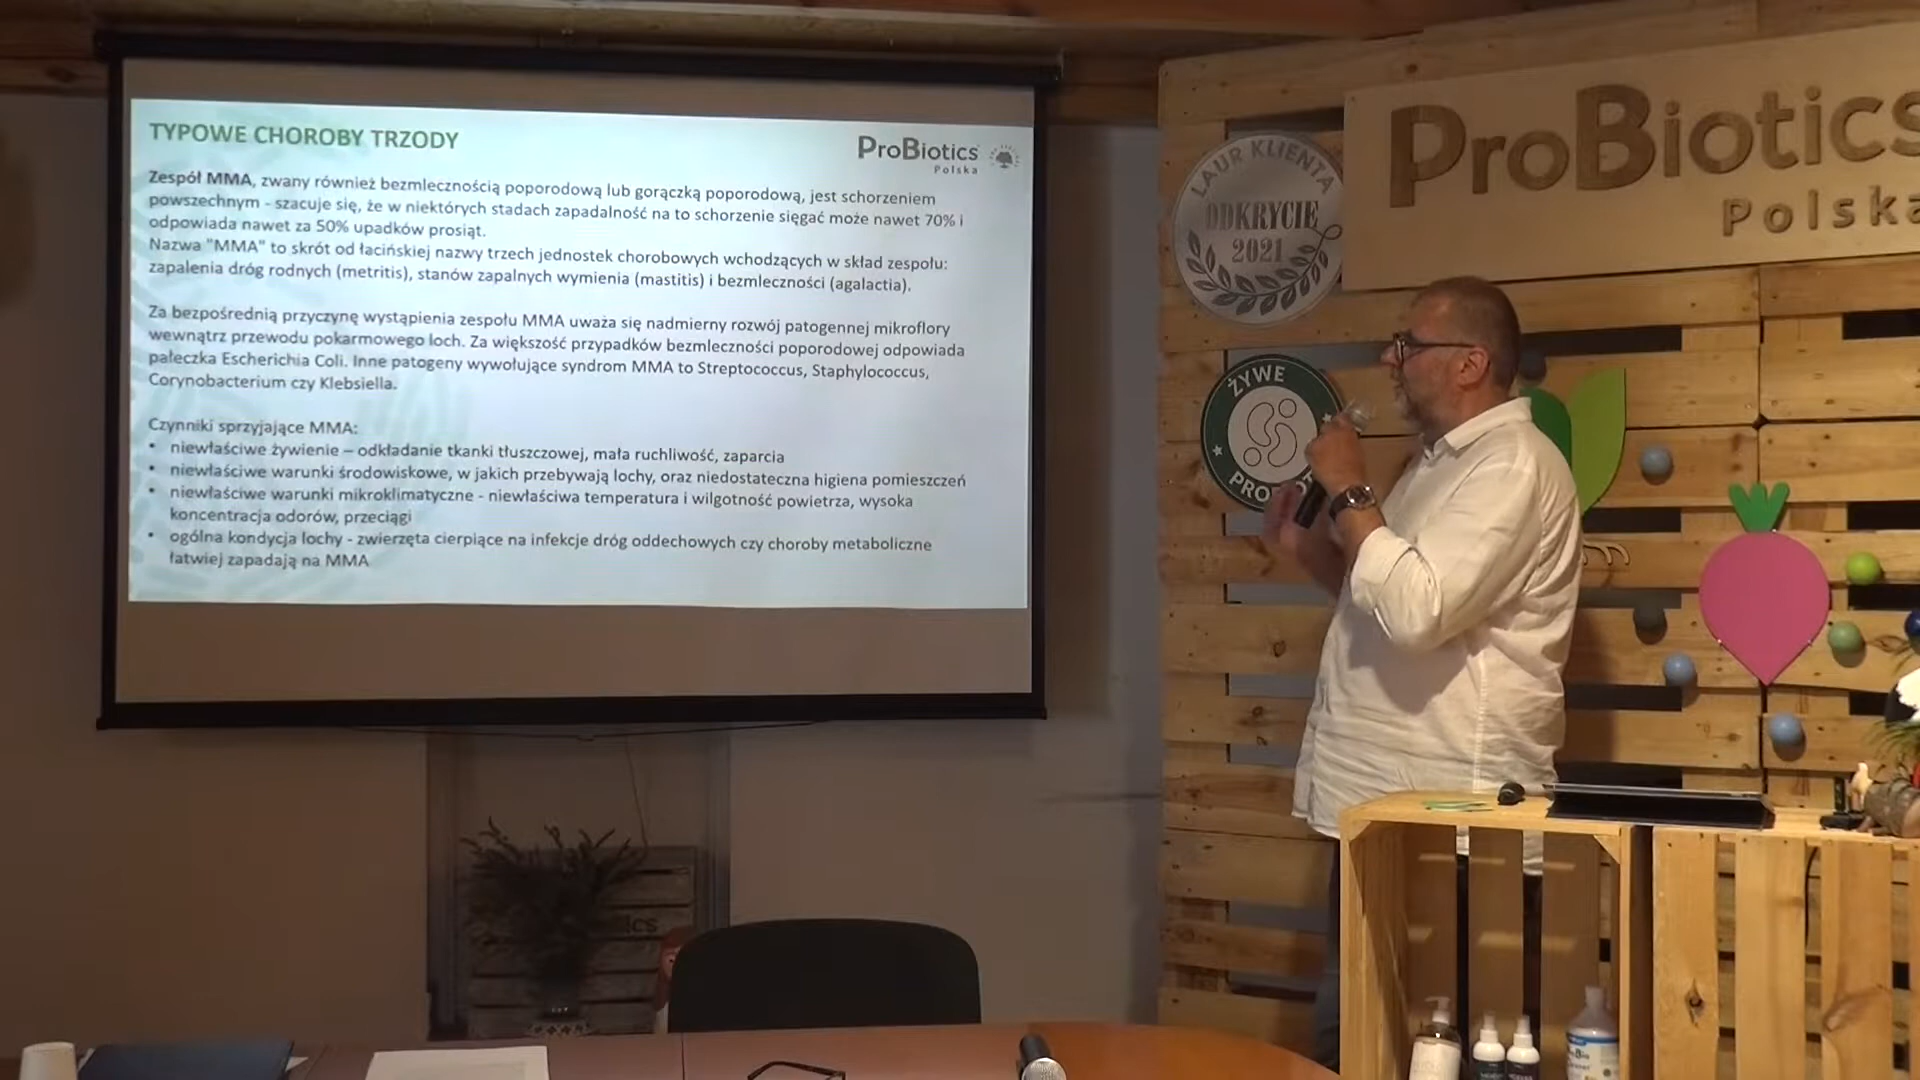 TYPOWE CHOROBY TRZODY
ProBiotics
Polska
Zespół MMA, zwany również bezmlecznością poporodową lub gorączką poporodową, jest schorzeniem
powszechnym - szacuje się, że w niektórych stadach zapadalność na to schorzenie sięgać może nawet 70% i
odpowiada nawet za 50% upadków prosiąt.
Nazwa "MMA" to skrót od łacińskiej nazwy trzech jednostek chorobowych wchodzących w skład zespołu:
zapalenia dróg rodnych (metritis), stanów zapalnych wymienia (mastitis) i bezmleczności (agalactia).
Za bezpośrednią przyczynę wystąpienia zespołu MMA uważa się nadmierny rozwój patogennej mikroflory
wewnątrz przewodu pokarmowego loch. Za większość przypadków bezmleczności poporodowej odpowiada
pałeczka Escherichia Coli. Inne patogeny wywołujące syndrom MMA to Streptococcus, Staphylococcus,
Corynobacterium czy Klebsiella.
Czynniki sprzyjające MMA:
• niewłaściwe żywienie – odkładanie tkanki tłuszczowej, mała ruchliwość, zaparcia
• niewłaściwe warunki środowiskowe, w jakich przebywają lochy, oraz niedostateczna higiena pomieszczeń
• niewłaściwe warunki mikroklimatyczne - niewłaściwa temperatura i wilgotność powietrza, wysoka
koncentracja odorów, przeciągi
• ogólna kondycja lochy - zwierzęta cierpiące na infekcje dróg oddechowych czy choroby metaboliczne
łatwiej zapadają na MMA
LAUR KLIENTA
ODKRYCIE
2021
ProBiotics
Polska
ŻYWE